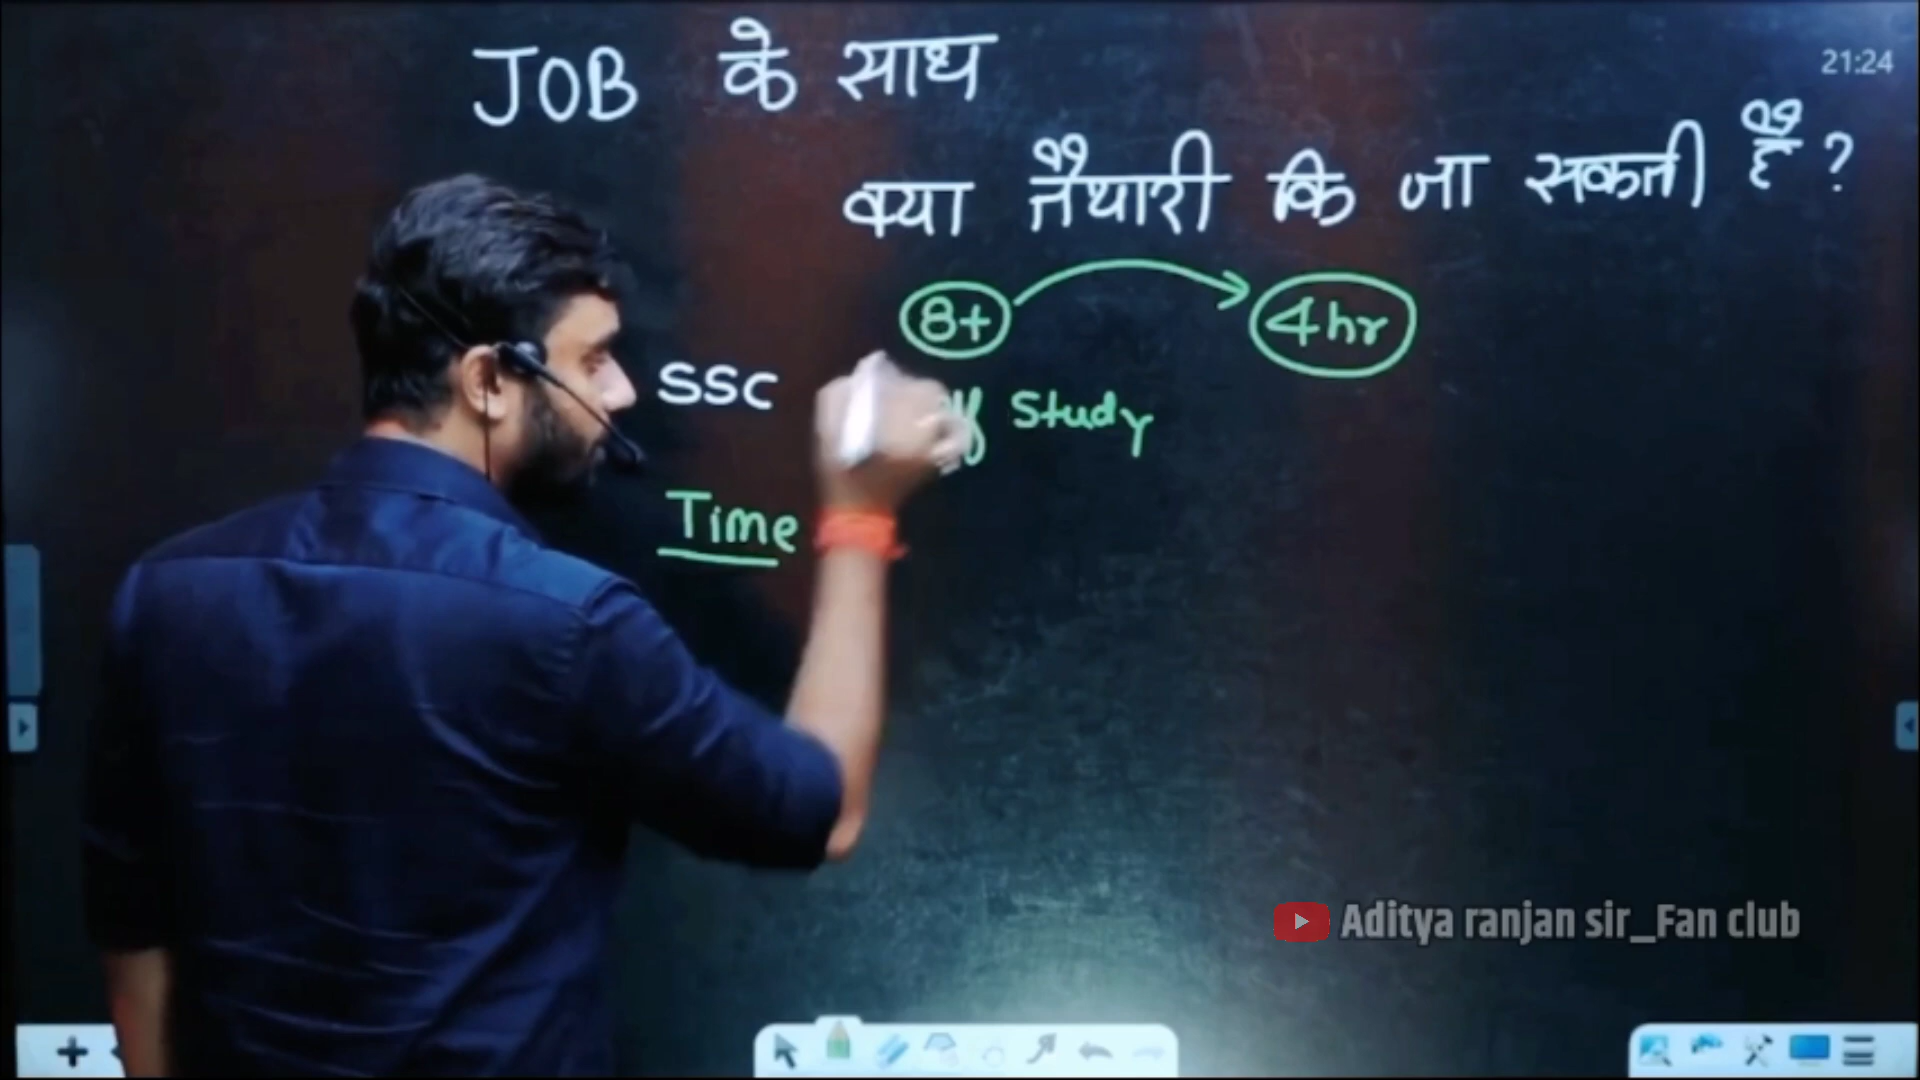 JOB के साथ
21:24
क्या तैयारी कि जा सकती है ?
8+ 4hr
SSC
Study
Time
Aditya ranjan sir_Fan club